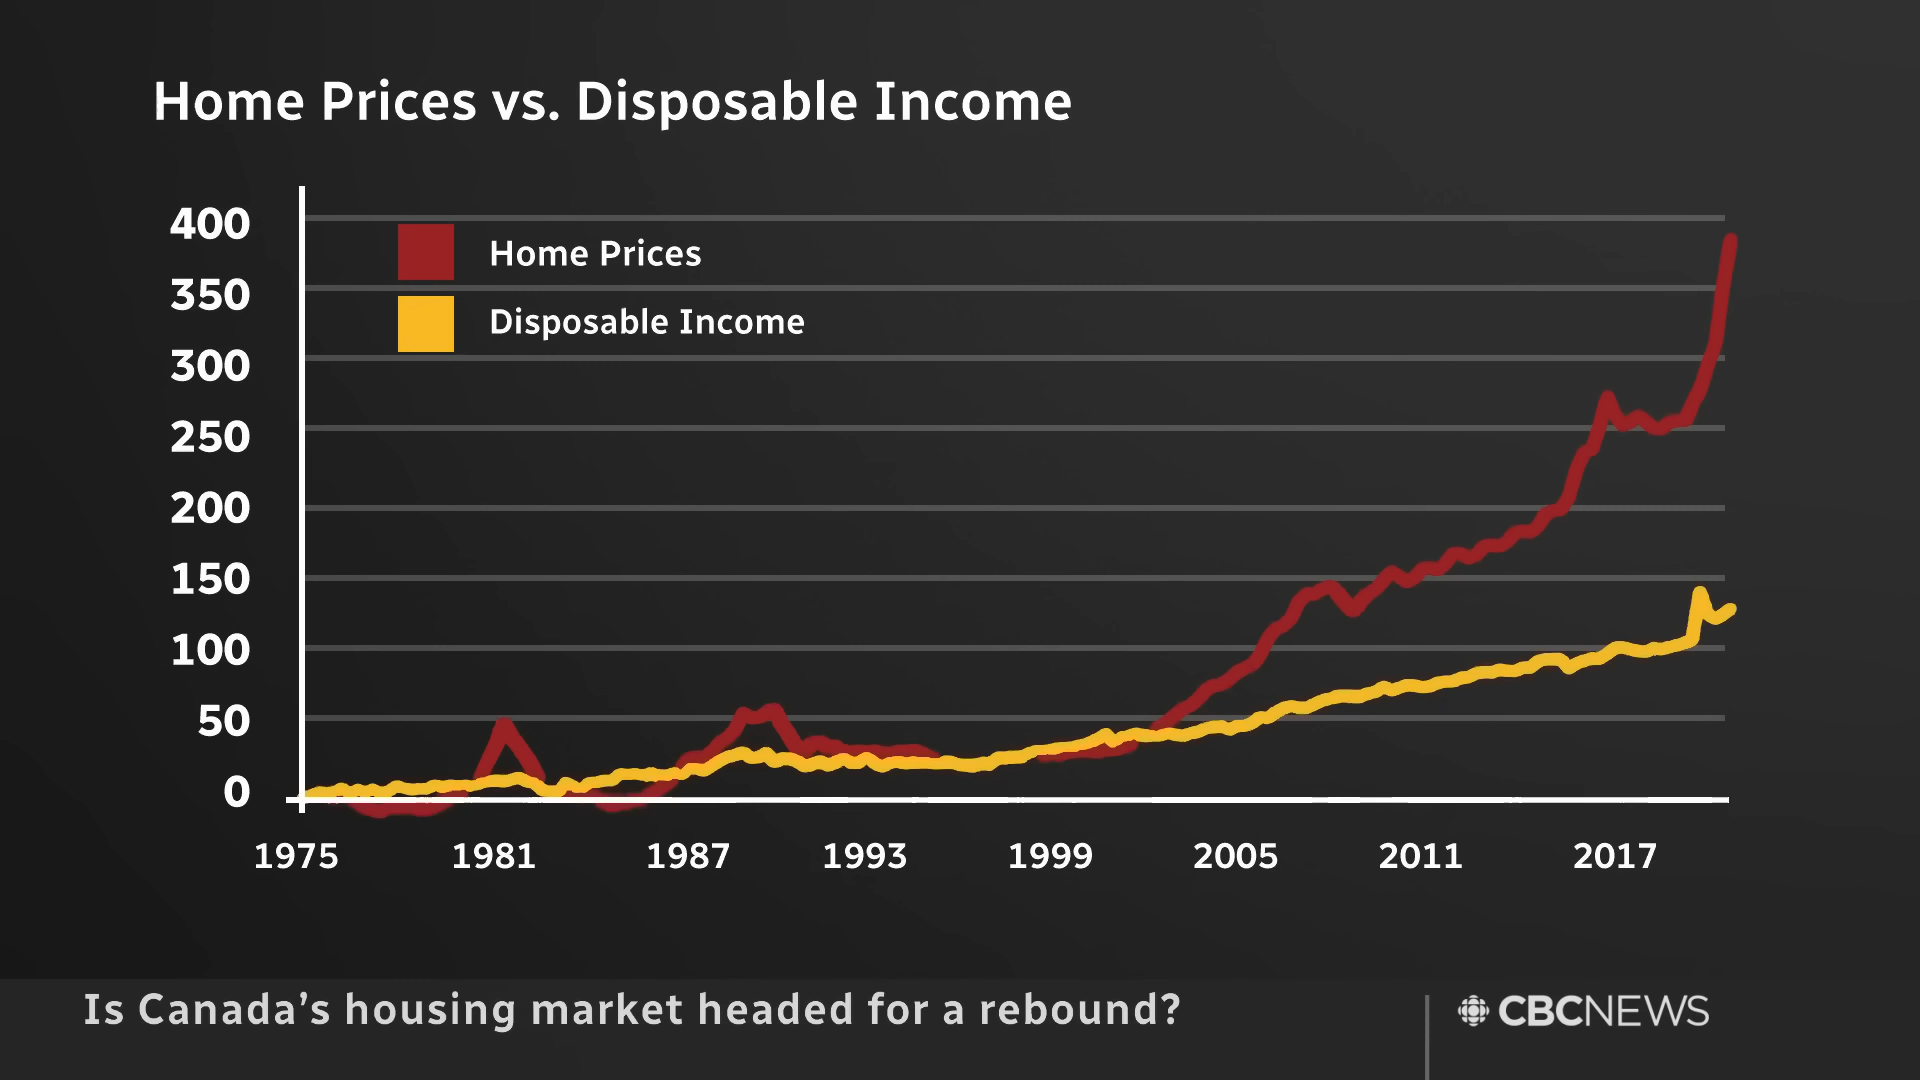 Home Prices vs. Disposable Income
400
350
300
250
200
150
100
50
0
Home Prices
Disposable Income
1975 1981 1987 1993 1999 2005 2011 2017
Is Canada’s housing market headed for a rebound?
CBCNEWS